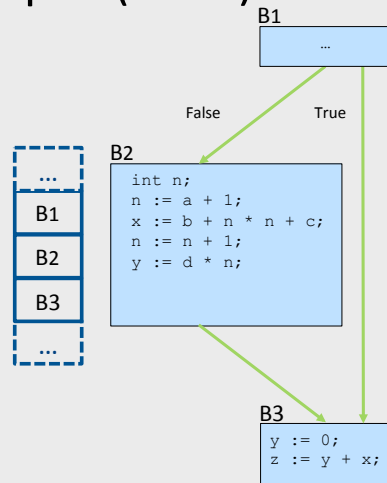 B1
…
False
True
…
B1
B2
B3
…
B2
int n;
n := a + 1;
x := b + n * n + c;
n := n + 1;
y := d * n;
B3
y := 0;
z := y + x;